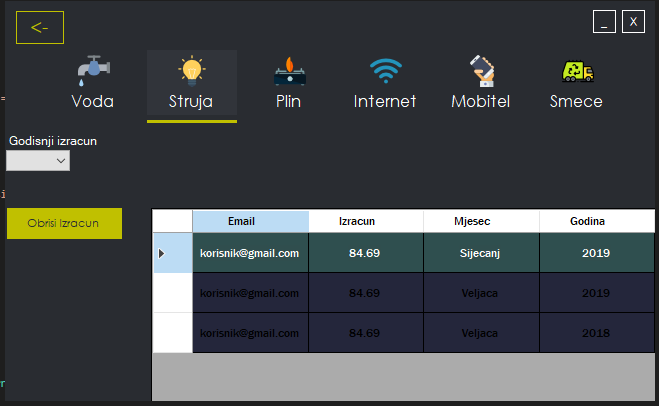 <-
_ X
Voda Struja Plin Internet Mobitel Smece
Godisnji izracun
Obrisi Izracun
Email Izracun Mjesec Godina
korisnik@gmail.com 84.69 Sijecanj 2019
korisnik@gmail.com 84.69 Veljaca 2019
korisnik@gmail.com 84.69 Veljaca 2018